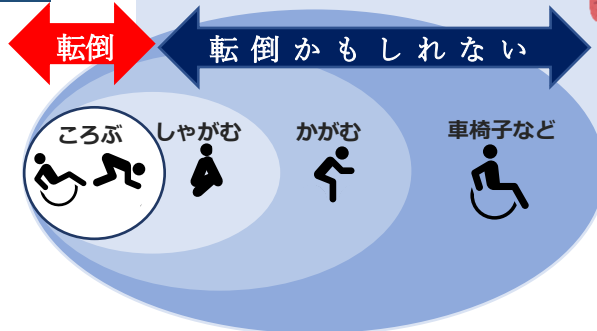 転倒
転倒かもしれない
ころぶ
しゃがむ
かがむ
車椅子など